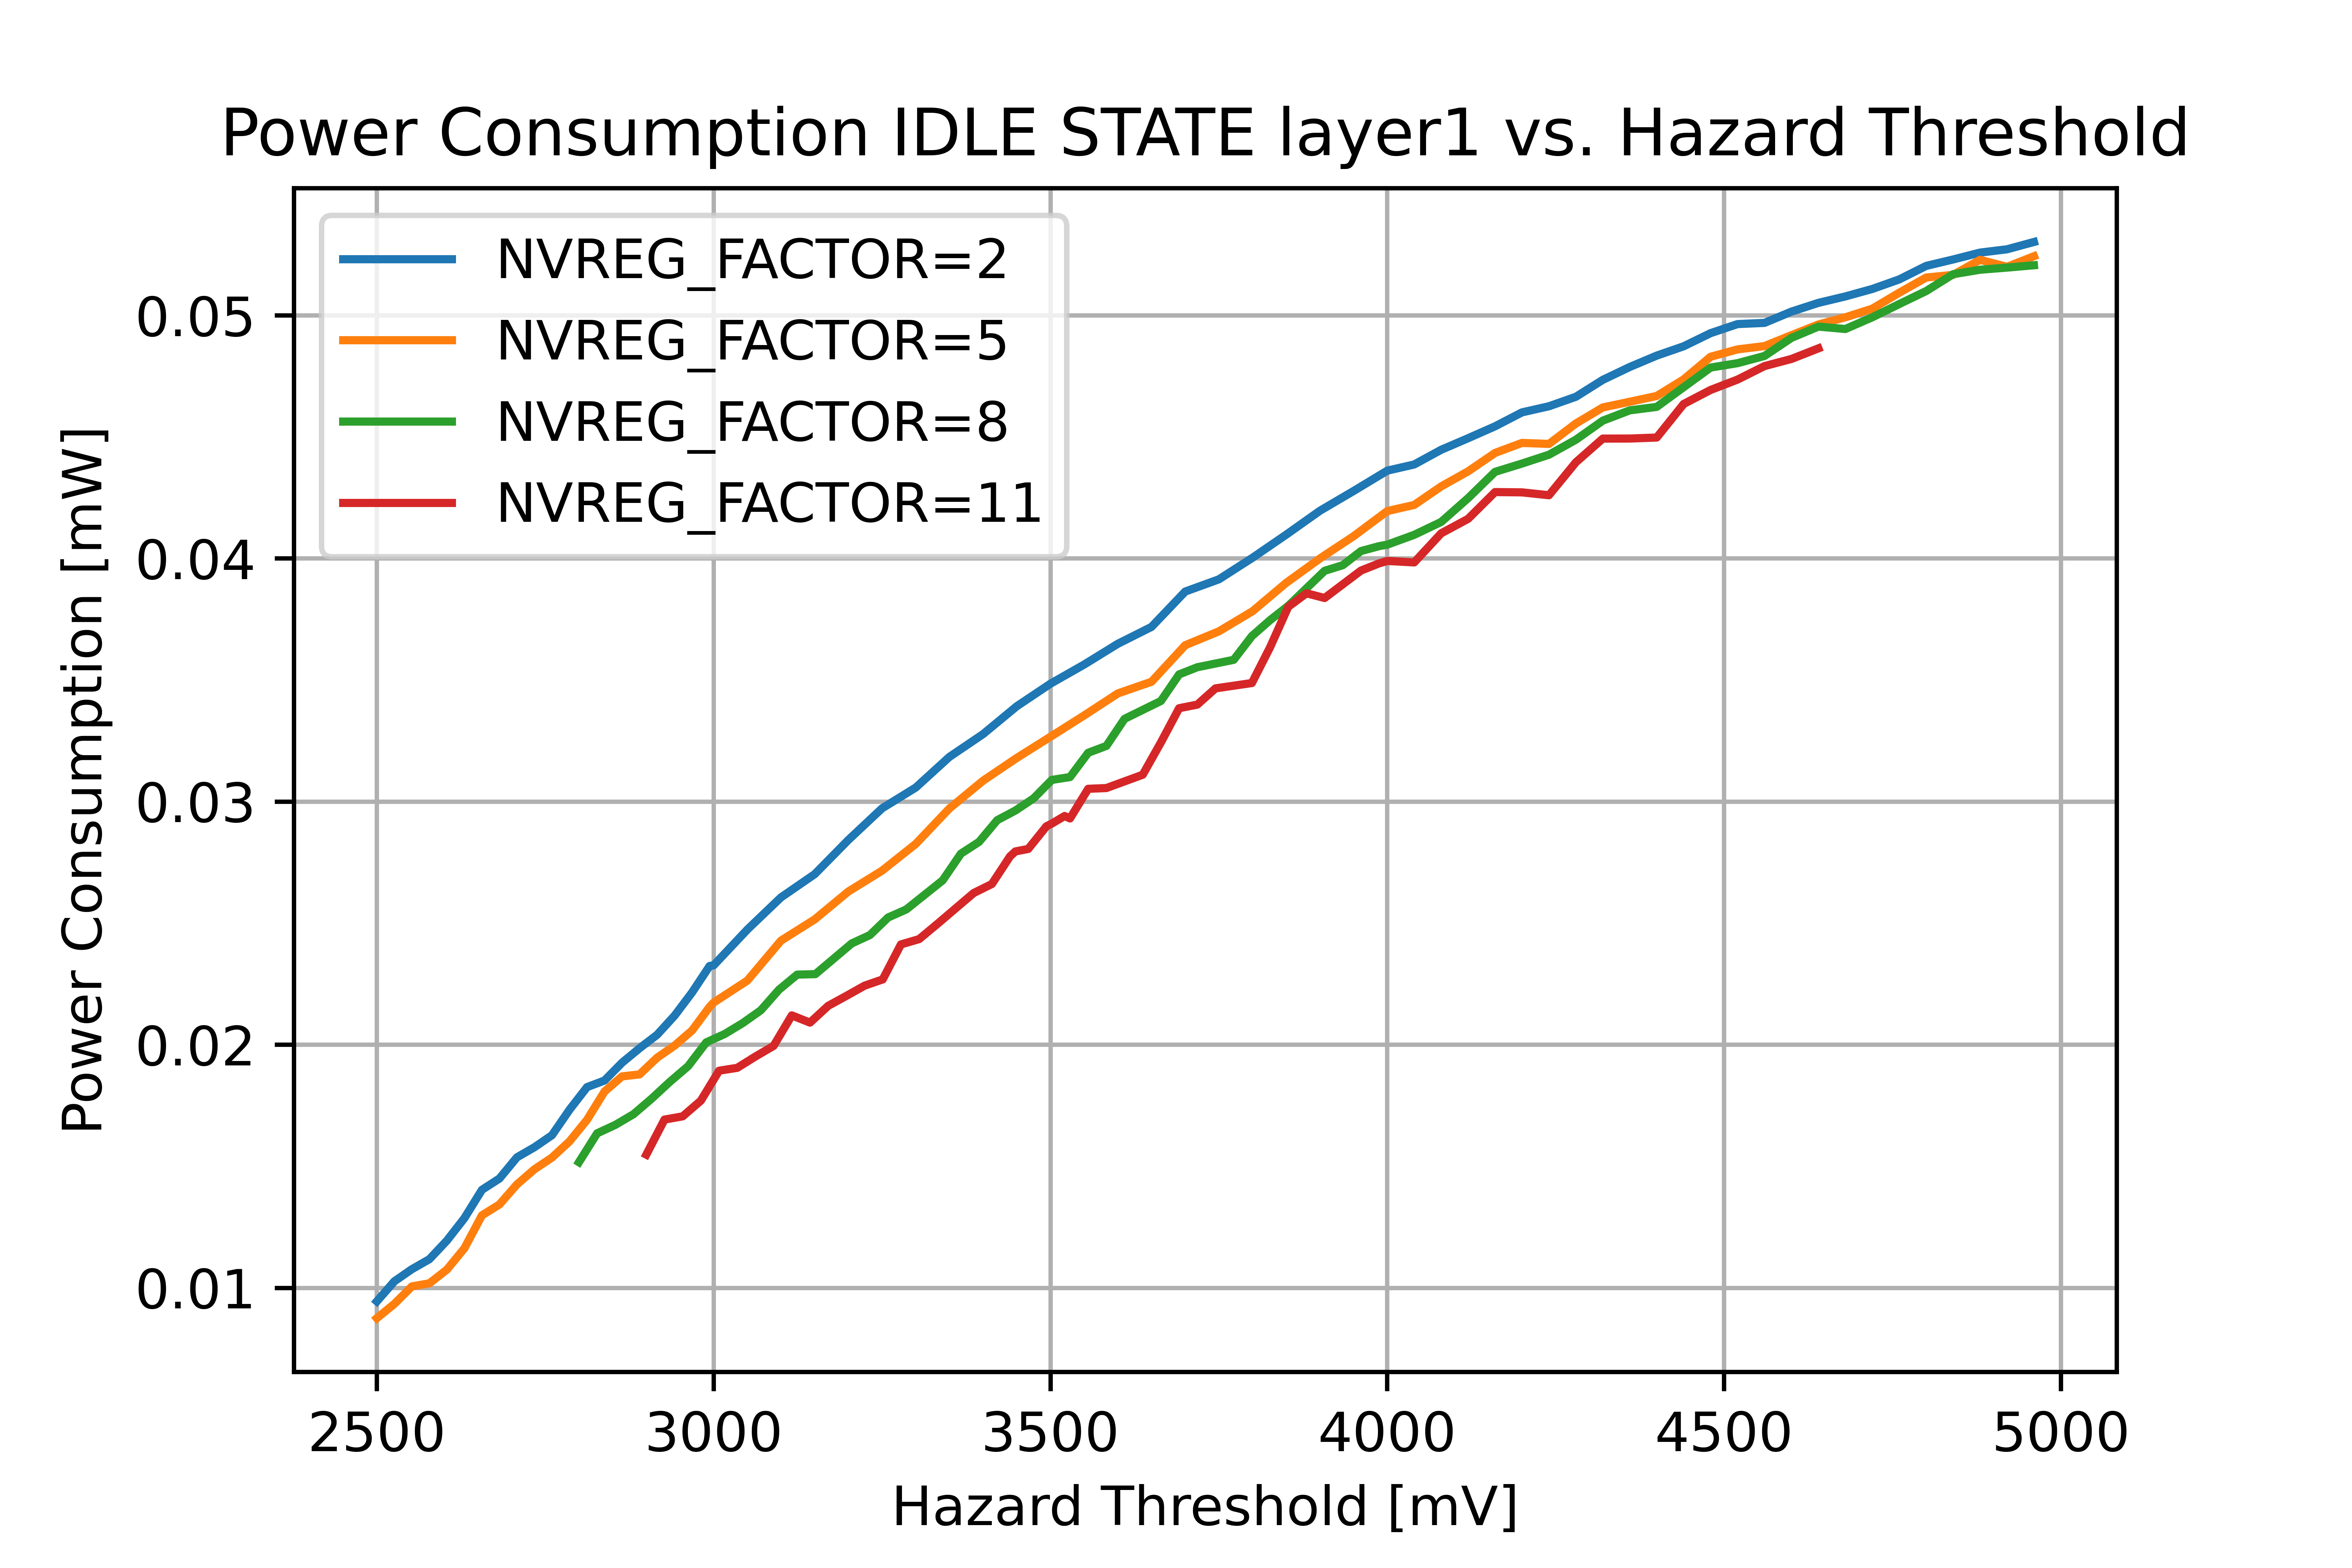 Power Consumption IDLE STATE layer1 vs. Hazard Threshold
NVREG_FACTOR=2
NVREG_FACTOR=5
NVREG_FACTOR=8
NVREG_FACTOR=11
Power Consumption [mW]
0.05
0.04
0.03
0.02
0.01
2500 3000 3500 4000 4500 5000
Hazard Threshold [mV]